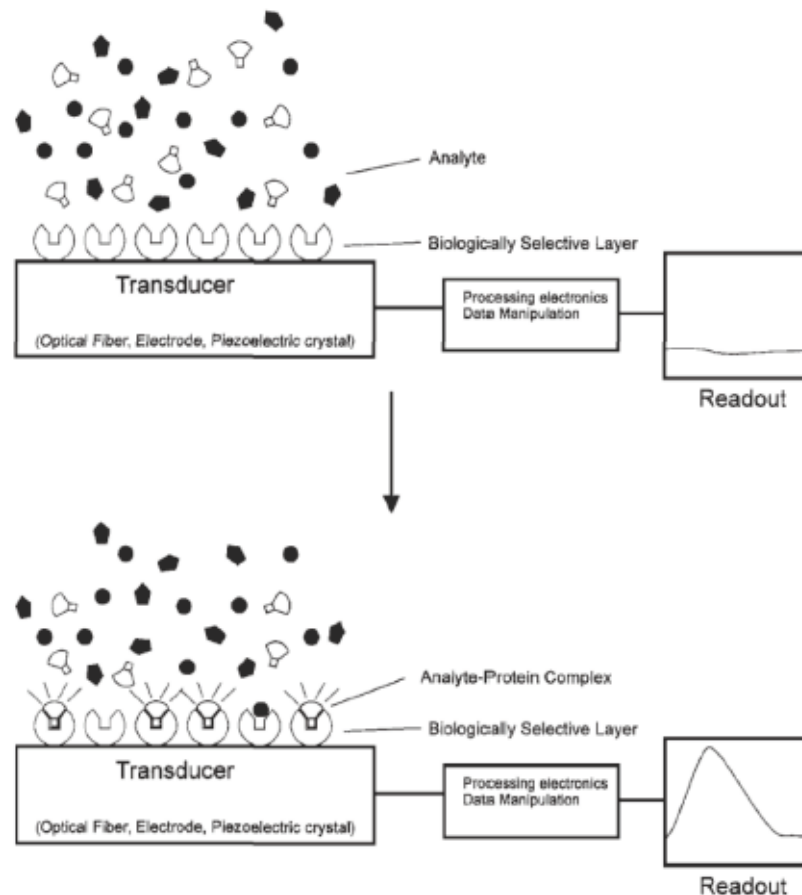 Analyte
Biologically Selective Layer
Transducer
(Optical Fiber, Electrode, Piezoelectric crystal)
Processing electronics
Data Manipulation
Readout
Analyte-Protein Complex
Biologically Selective Layer
Transducer
(Optical Fiber, Electrode, Piezoelectric crystal)
Processing electronics
Data Manipulation
Readout